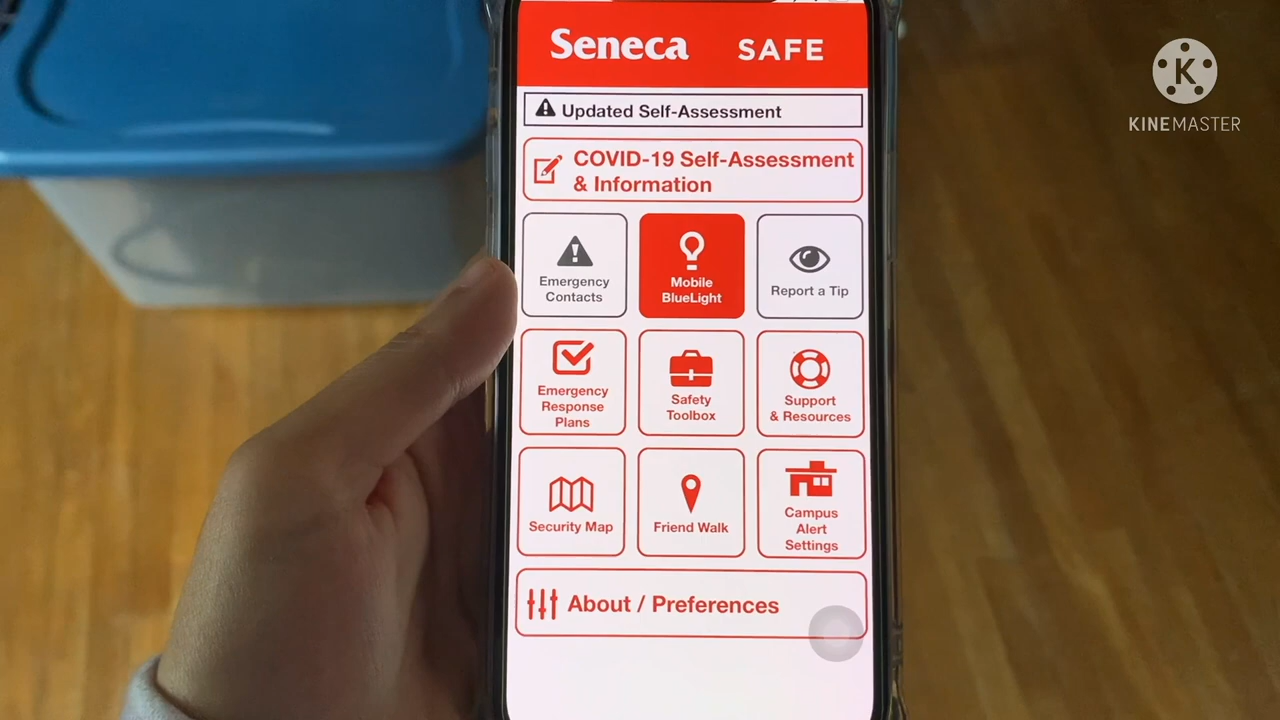 Seneca SAFE
KINEMASTER
Updated Self-Assessment
COVID-19 Self-Assessment
& Information
Emergency
Contacts
Mobile
BlueLight
Report a Tip
Emergency
Response
Plans
Safety
Toolbox
Support
& Resources
Security Map
Friend Walk
Campus
Alert
Settings
About / Preferences